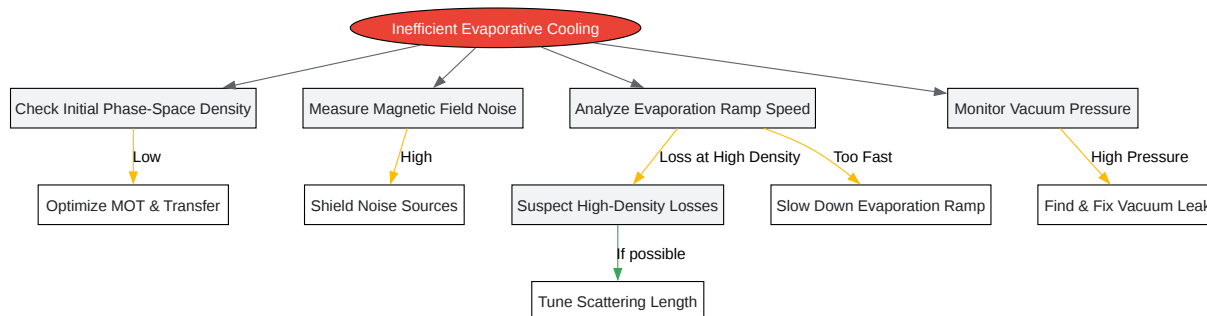 Inefficient Evaporative Cooling
Check Initial Phase-Space Density
Measure Magnetic Field Noise
Analyze Evaporation Ramp Speed
Monitor Vacuum Pressure
Low
High
Loss at High Density
Too Fast
High Pressure
Optimize MOT & Transfer
Shield Noise Sources
Suspect High-Density Losses
Slow Down Evaporation Ramp
Find & Fix Vacuum Leak
If possible
Tune Scattering Length